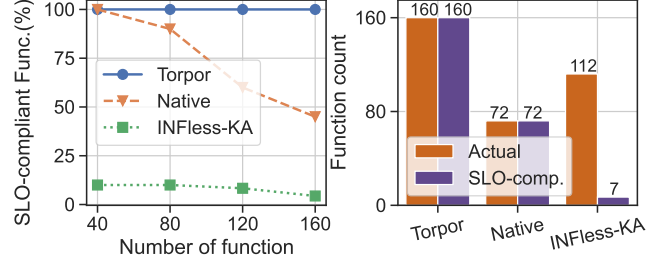 SLO-compliant Func.(%)
100
75
50
25
0
Torpor
Native
INFless-KA
40
80
120
160
Number of function
Function count
160
80
0
160
160
72
72
112
7
Actual
SLO-comp.
Torpor
Native
INFless-KA